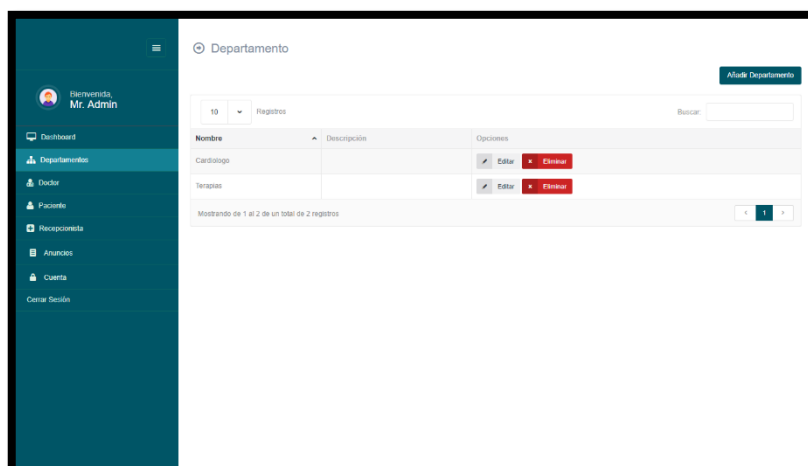 Departamento
Añadir Departamento
Bienvenida,
Mr. Admin
10 Registros Buscar:
Dashboard
Departamentos
Doctor
Paciente
Recepcionista
Anuncios
Cuenta
Cerrar Sesión
Nombre Descripción Opciones
Cardiologo Editar Eliminar
Terapias Editar Eliminar
Mostrando de 1 al 2 de un total de 2 registros
1